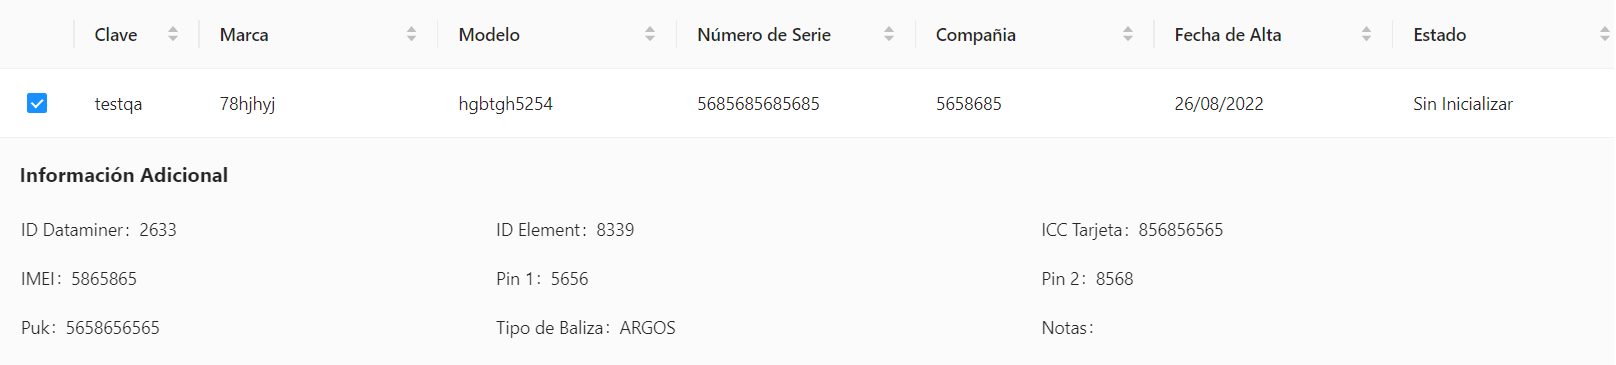 Clave Marca Modelo Número de Serie Compañia Fecha de Alta Estado
testqa 78hjhyj hgbtgh5254 5685685685685 5658685 26/08/2022 Sin Inicializar
Información Adicional
ID Dataminer: 2633 ID Element: 8339 ICC Tarjeta: 856856565
IMEI: 5865865 Pin 1: 5656 Pin 2: 8568
Puk: 5658656565 Tipo de Baliza: ARGOS Notas: